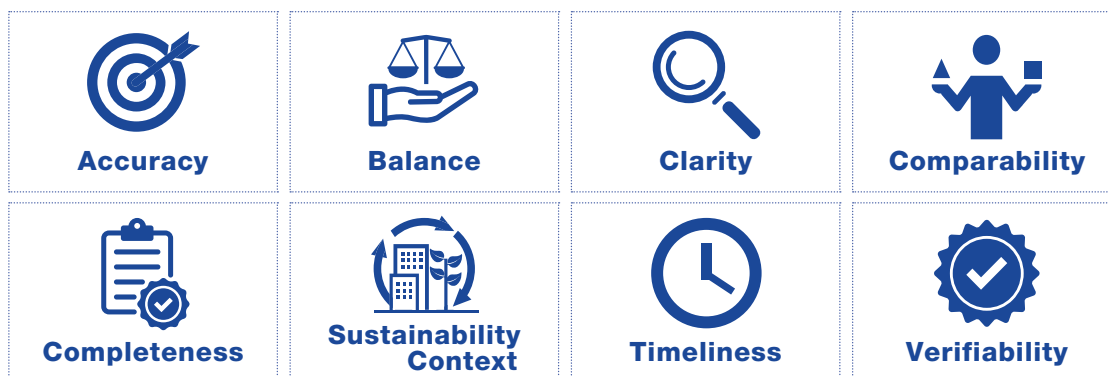 Accuracy
Balance
Clarity
Comparability
Completeness
Sustainability
Context
Timeliness
Verifiability